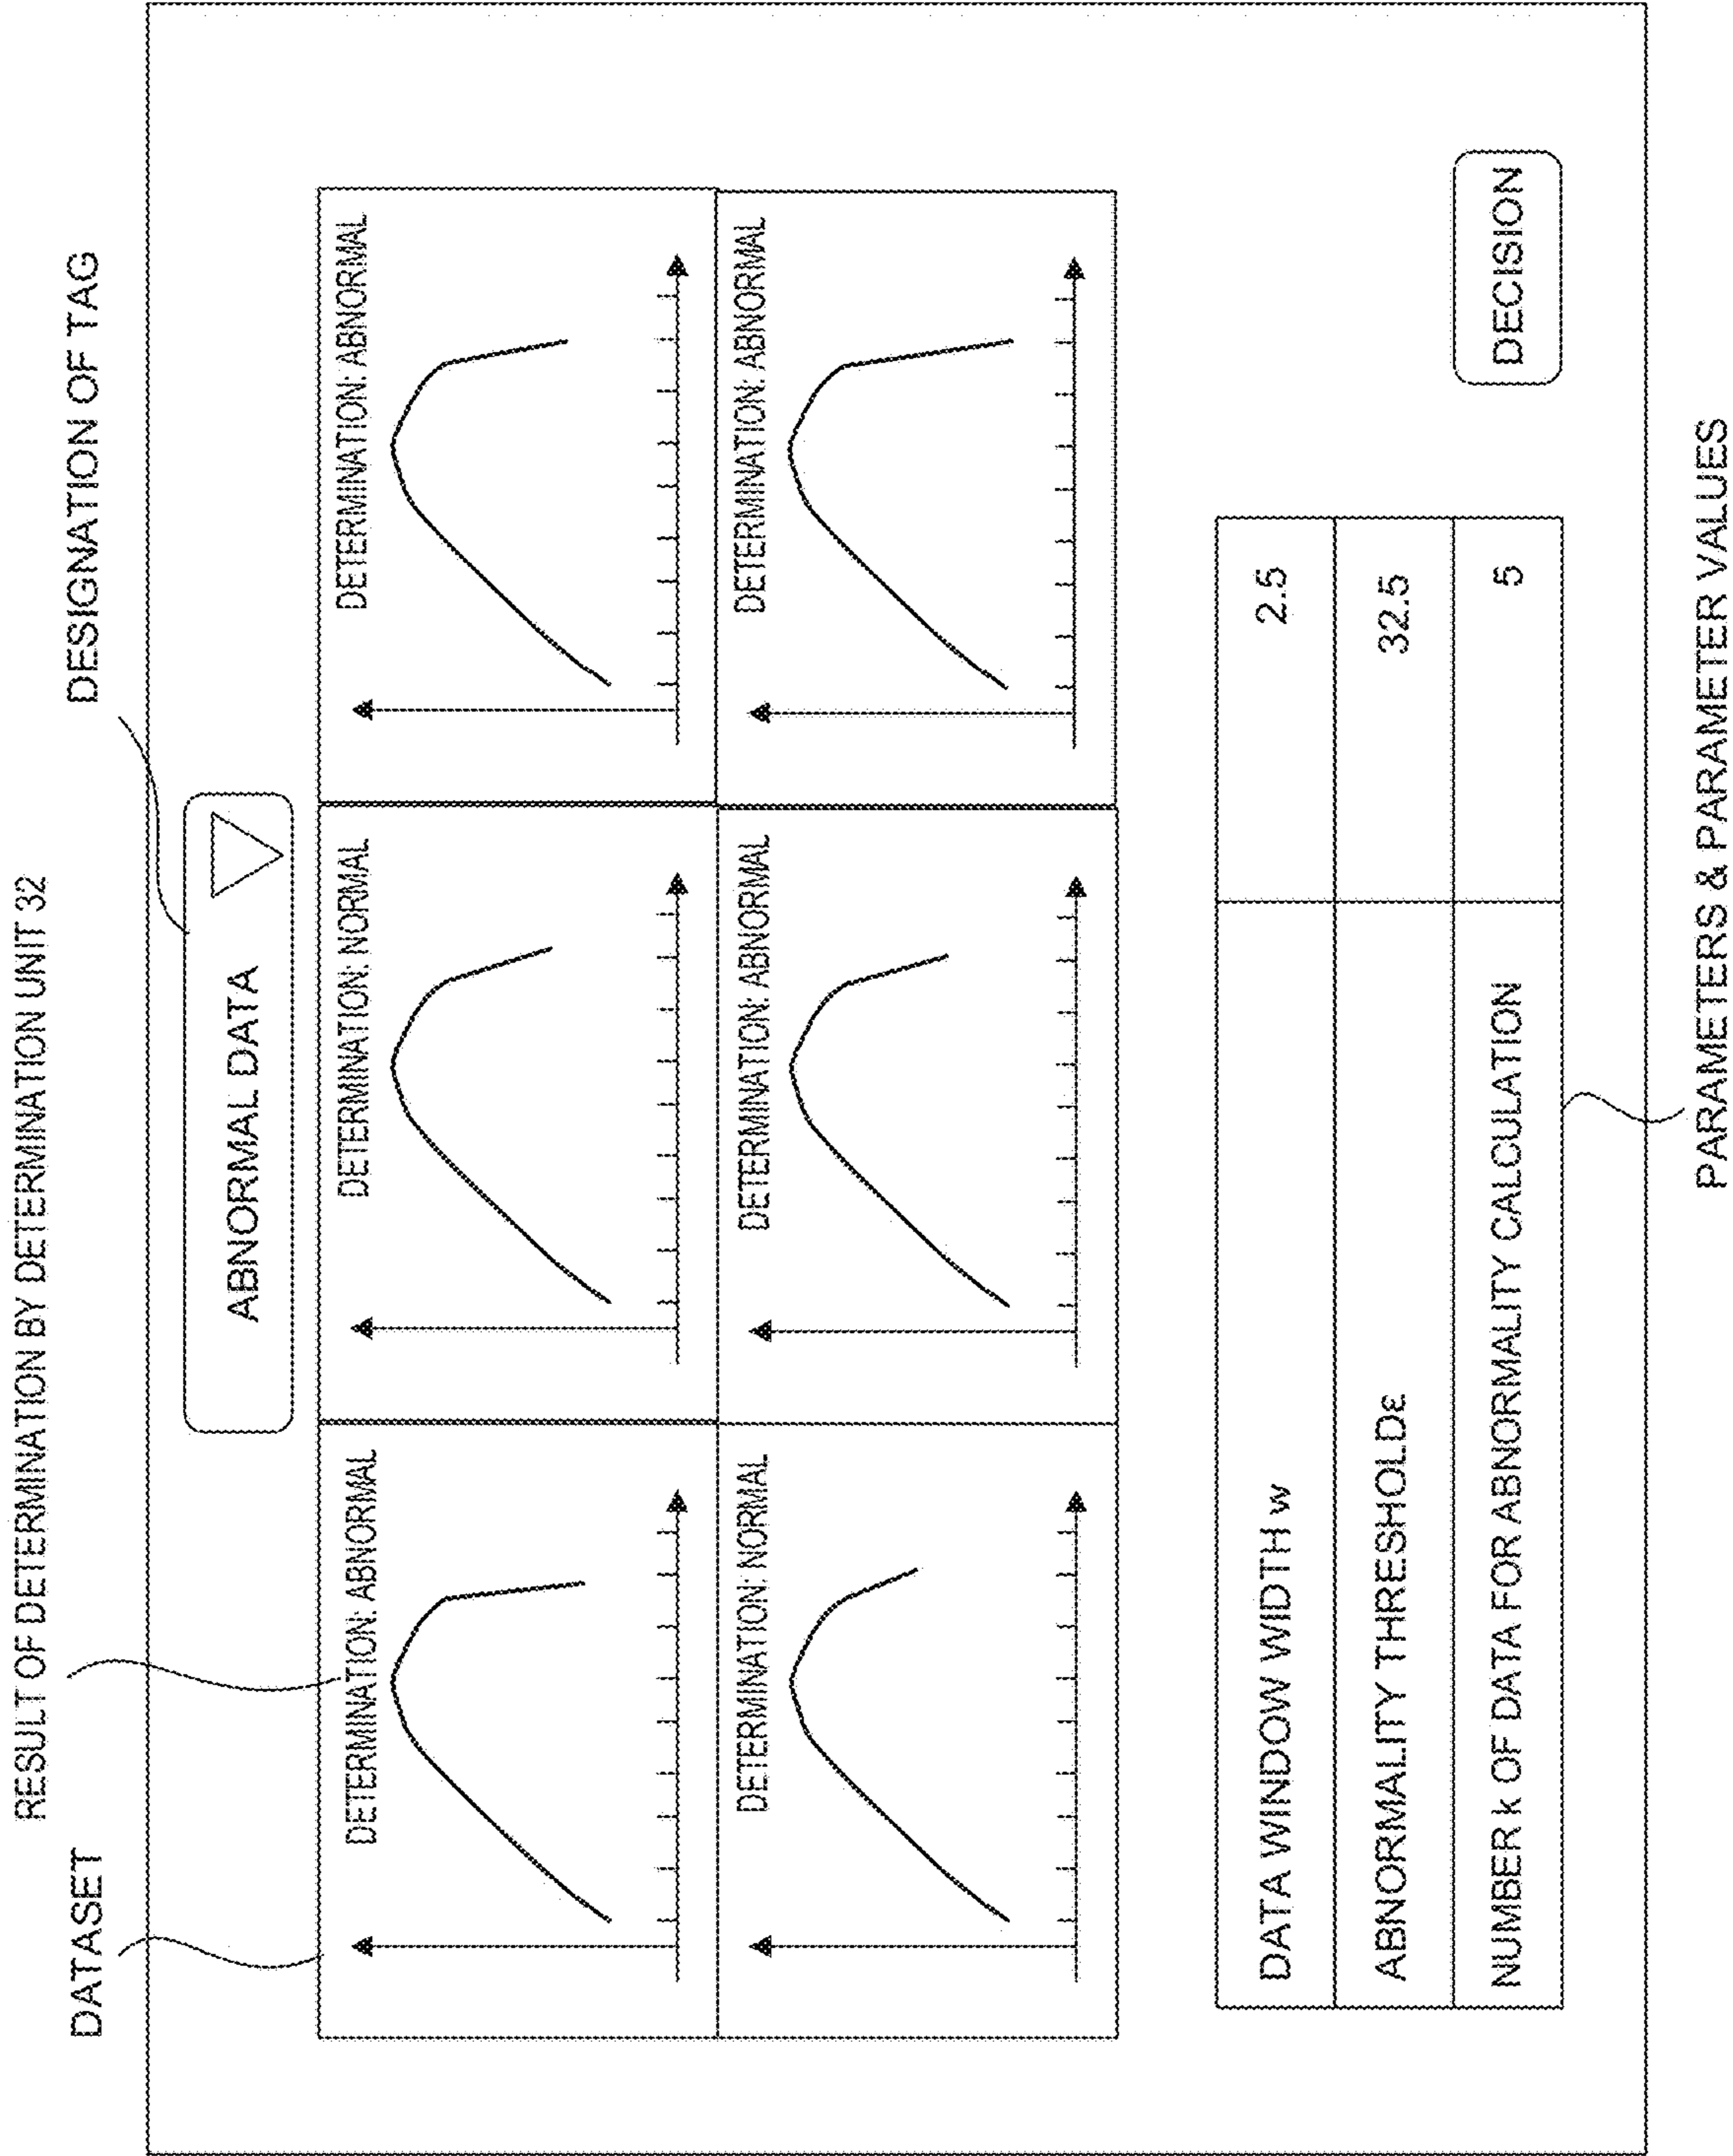 RESULT OF DETERMINATION BY DETERMINATION UNIT 32
DATASET
DESIGNATION OF TAG
ABNORMAL DATA
DETERMINATION: ABNORMAL
DETERMINATION: NORMAL
DETERMINATION: ABNORMAL
DETERMINATION: NORMAL
DETERMINATION: ABNORMAL
DETERMINATION: ABNORMAL
DATA WINDOW WIDTH w 2.5
ABNORMALITY THRESHOLDε 32.5
NUMBER k OF DATA FOR ABNORMALITY CALCULATION 5
DECISION
PARAMETERS & PARAMETER VALUES